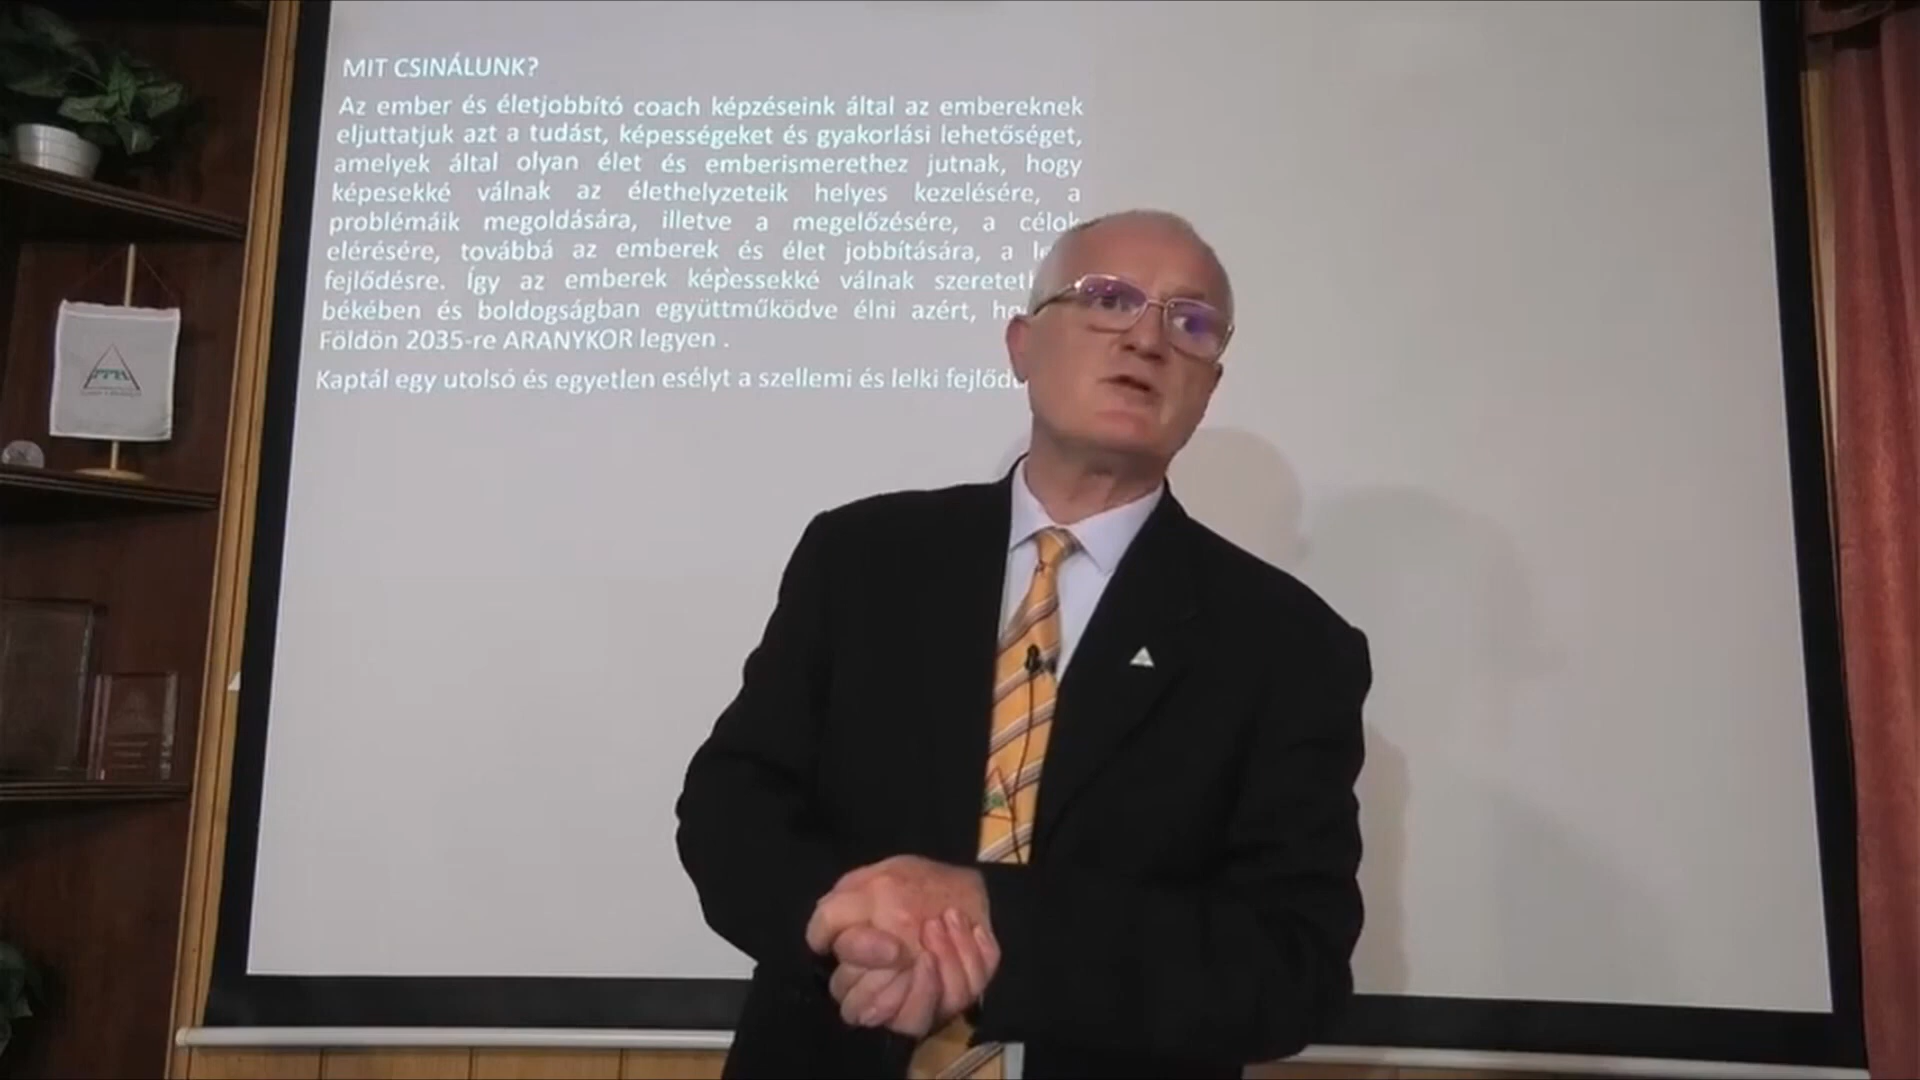 MIT CSINÁLUNK?
Az ember és életjobbító coach képzéseink által az embereknek
eljuttatjuk azt a tudást, képességeket és gyakorlási lehetőséget,
amelyek által olyan élet és emberismerethez jutnak, hogy
képesekké válnak az élethelyzeteik helyes kezelésére, a
problémáik megoldására, illetve a megelőzésére, a célok
elérésére, továbbá az emberek és élet jobbítására, a
fejlődésre. Így az emberek képessekké válnak
békében és boldogságban együttműködve élni azért,
Földön 2035-re ARANYKOR legyen .
Kaptál egy utolsó és egyetlen esélyt a szellemi és lelki